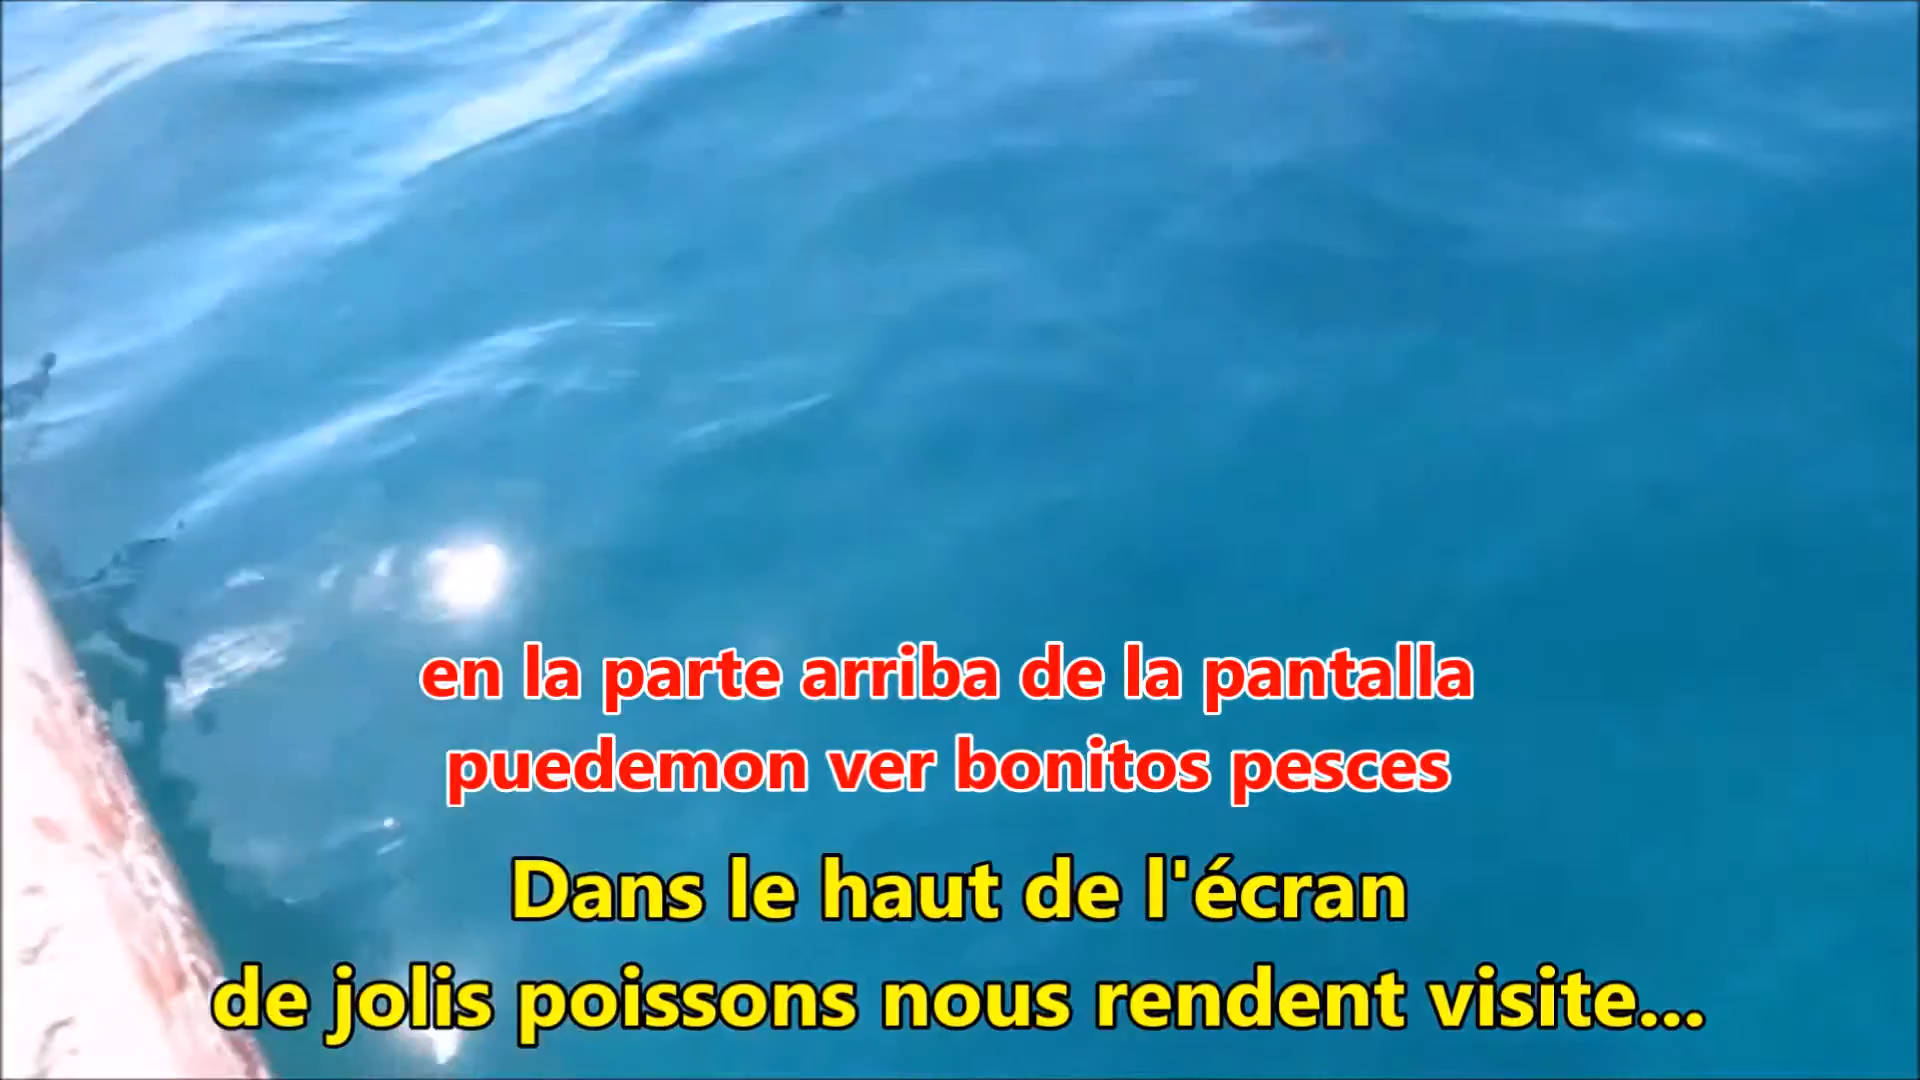 en la parte arriba de la pantalla
puedemon ver bonitos pesces
Dans le haut de l'écran
de jolis poissons nous rendent visite...